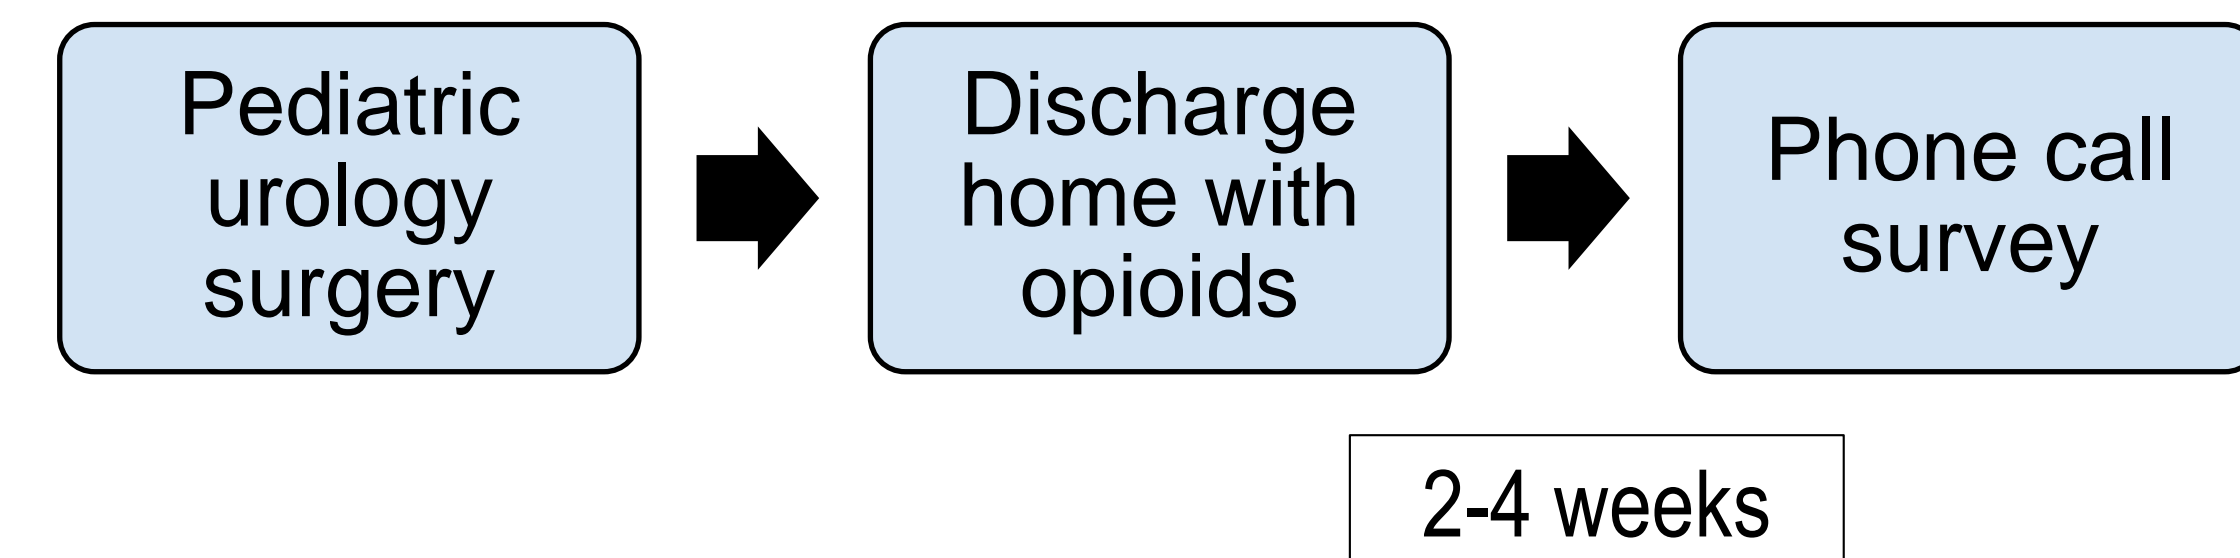 Pediatric
urology
surgery
Discharge
home with
opioids
Phone call
survey
2-4 weeks